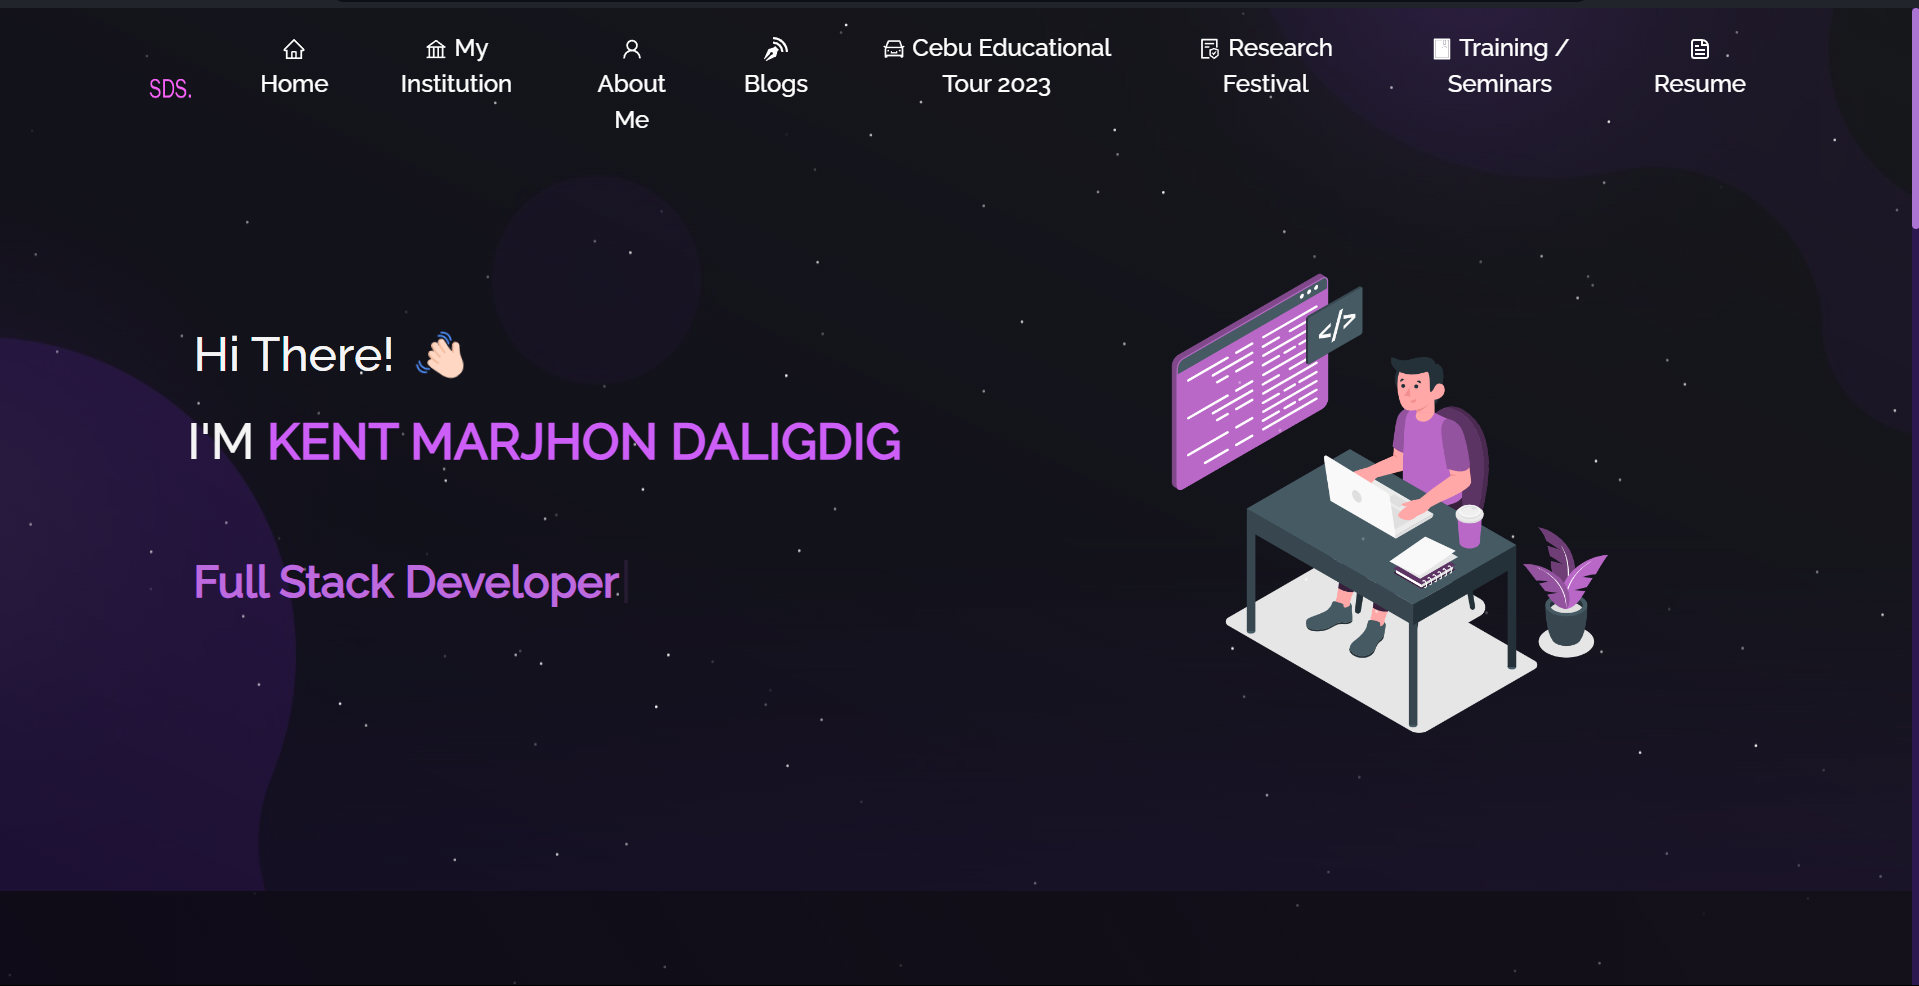 SDS.
Home
My
Institution
About
Me
Blogs
Cebu Educational
Tour 2023
Research
Festival
Training /
Seminars
Resume
Hi There! 👋🏻
I'M KENT MARJHON DALIGDIG
Full Stack Developer
</>